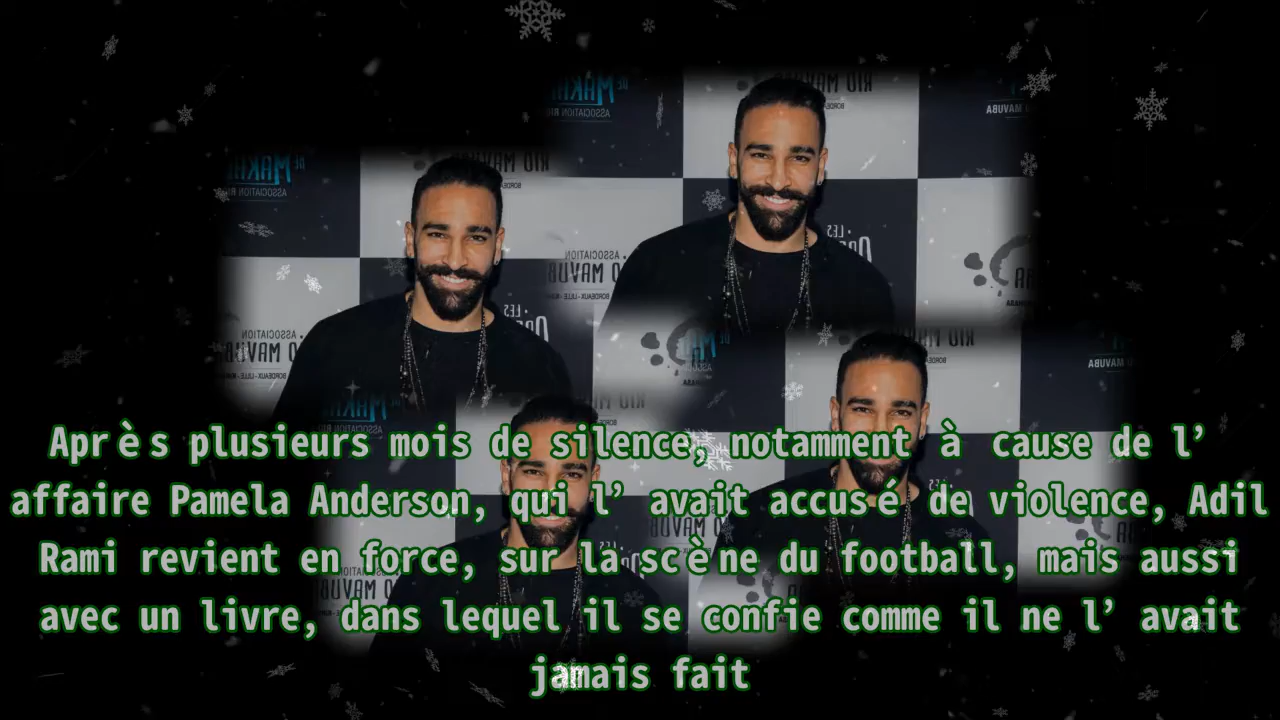 Après plusieurs mois de silence, notamment à cause de l’
affaire Pamela Anderson, qui l’ avait accusé de violence, Adil
Rami revient en force, sur la scène du football, mais aussi
avec un livre, dans lequel il se confie comme il ne l’ avait
jamais fait